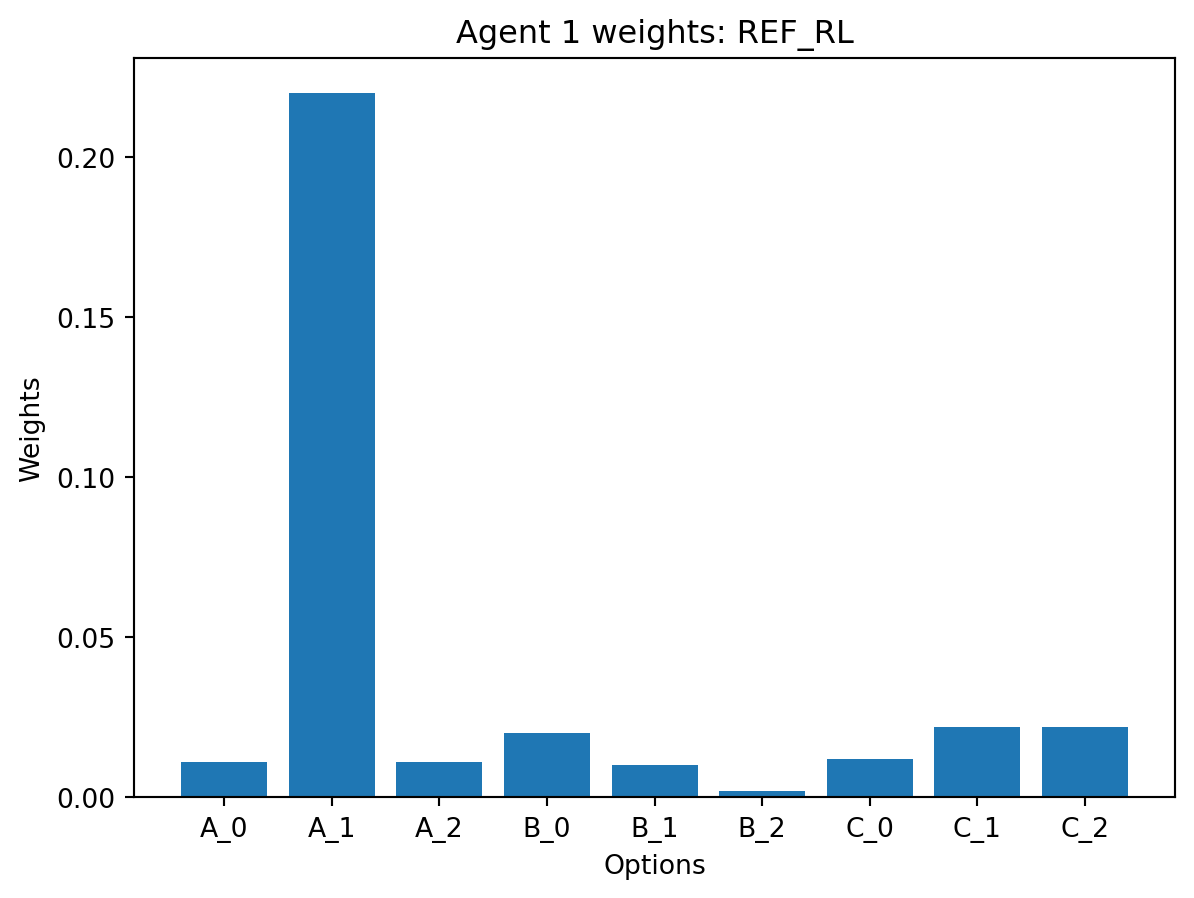 Agent 1 weights: REF_RL
Weights
0.20
0.15
0.10
0.05
0.00
A_0 A_1 A_2 B_0 B_1 B_2 C_0 C_1 C_2
Options